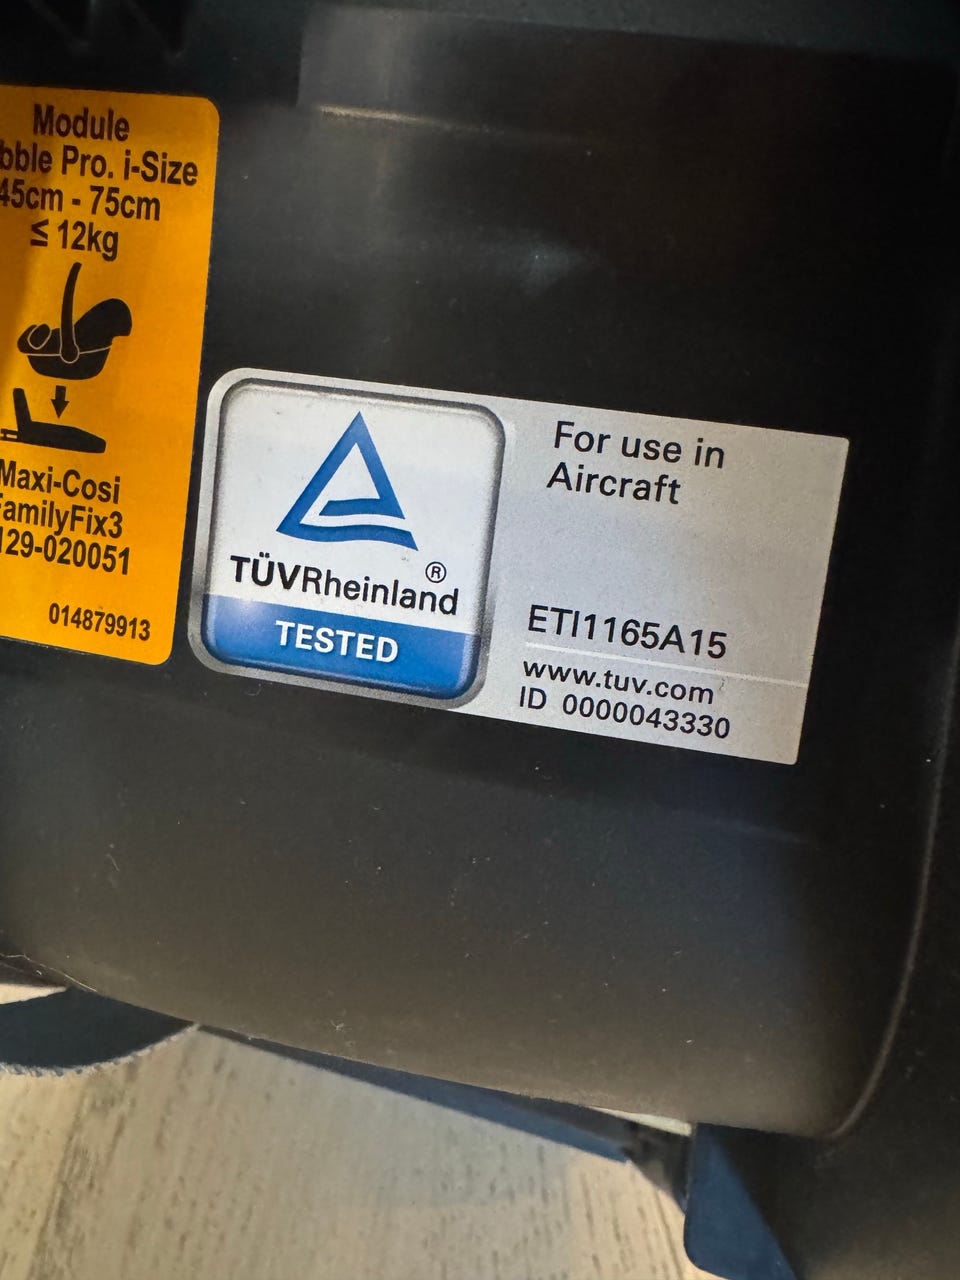 Module
bble Pro. i-Size
45cm - 75cm
≤ 12kg
Maxi-Cosi
FamilyFix3
129-020051
014879913
TÜVRheinland®
TESTED
For use in
Aircraft
ETI1165A15
www.tuv.com
ID 0000043330